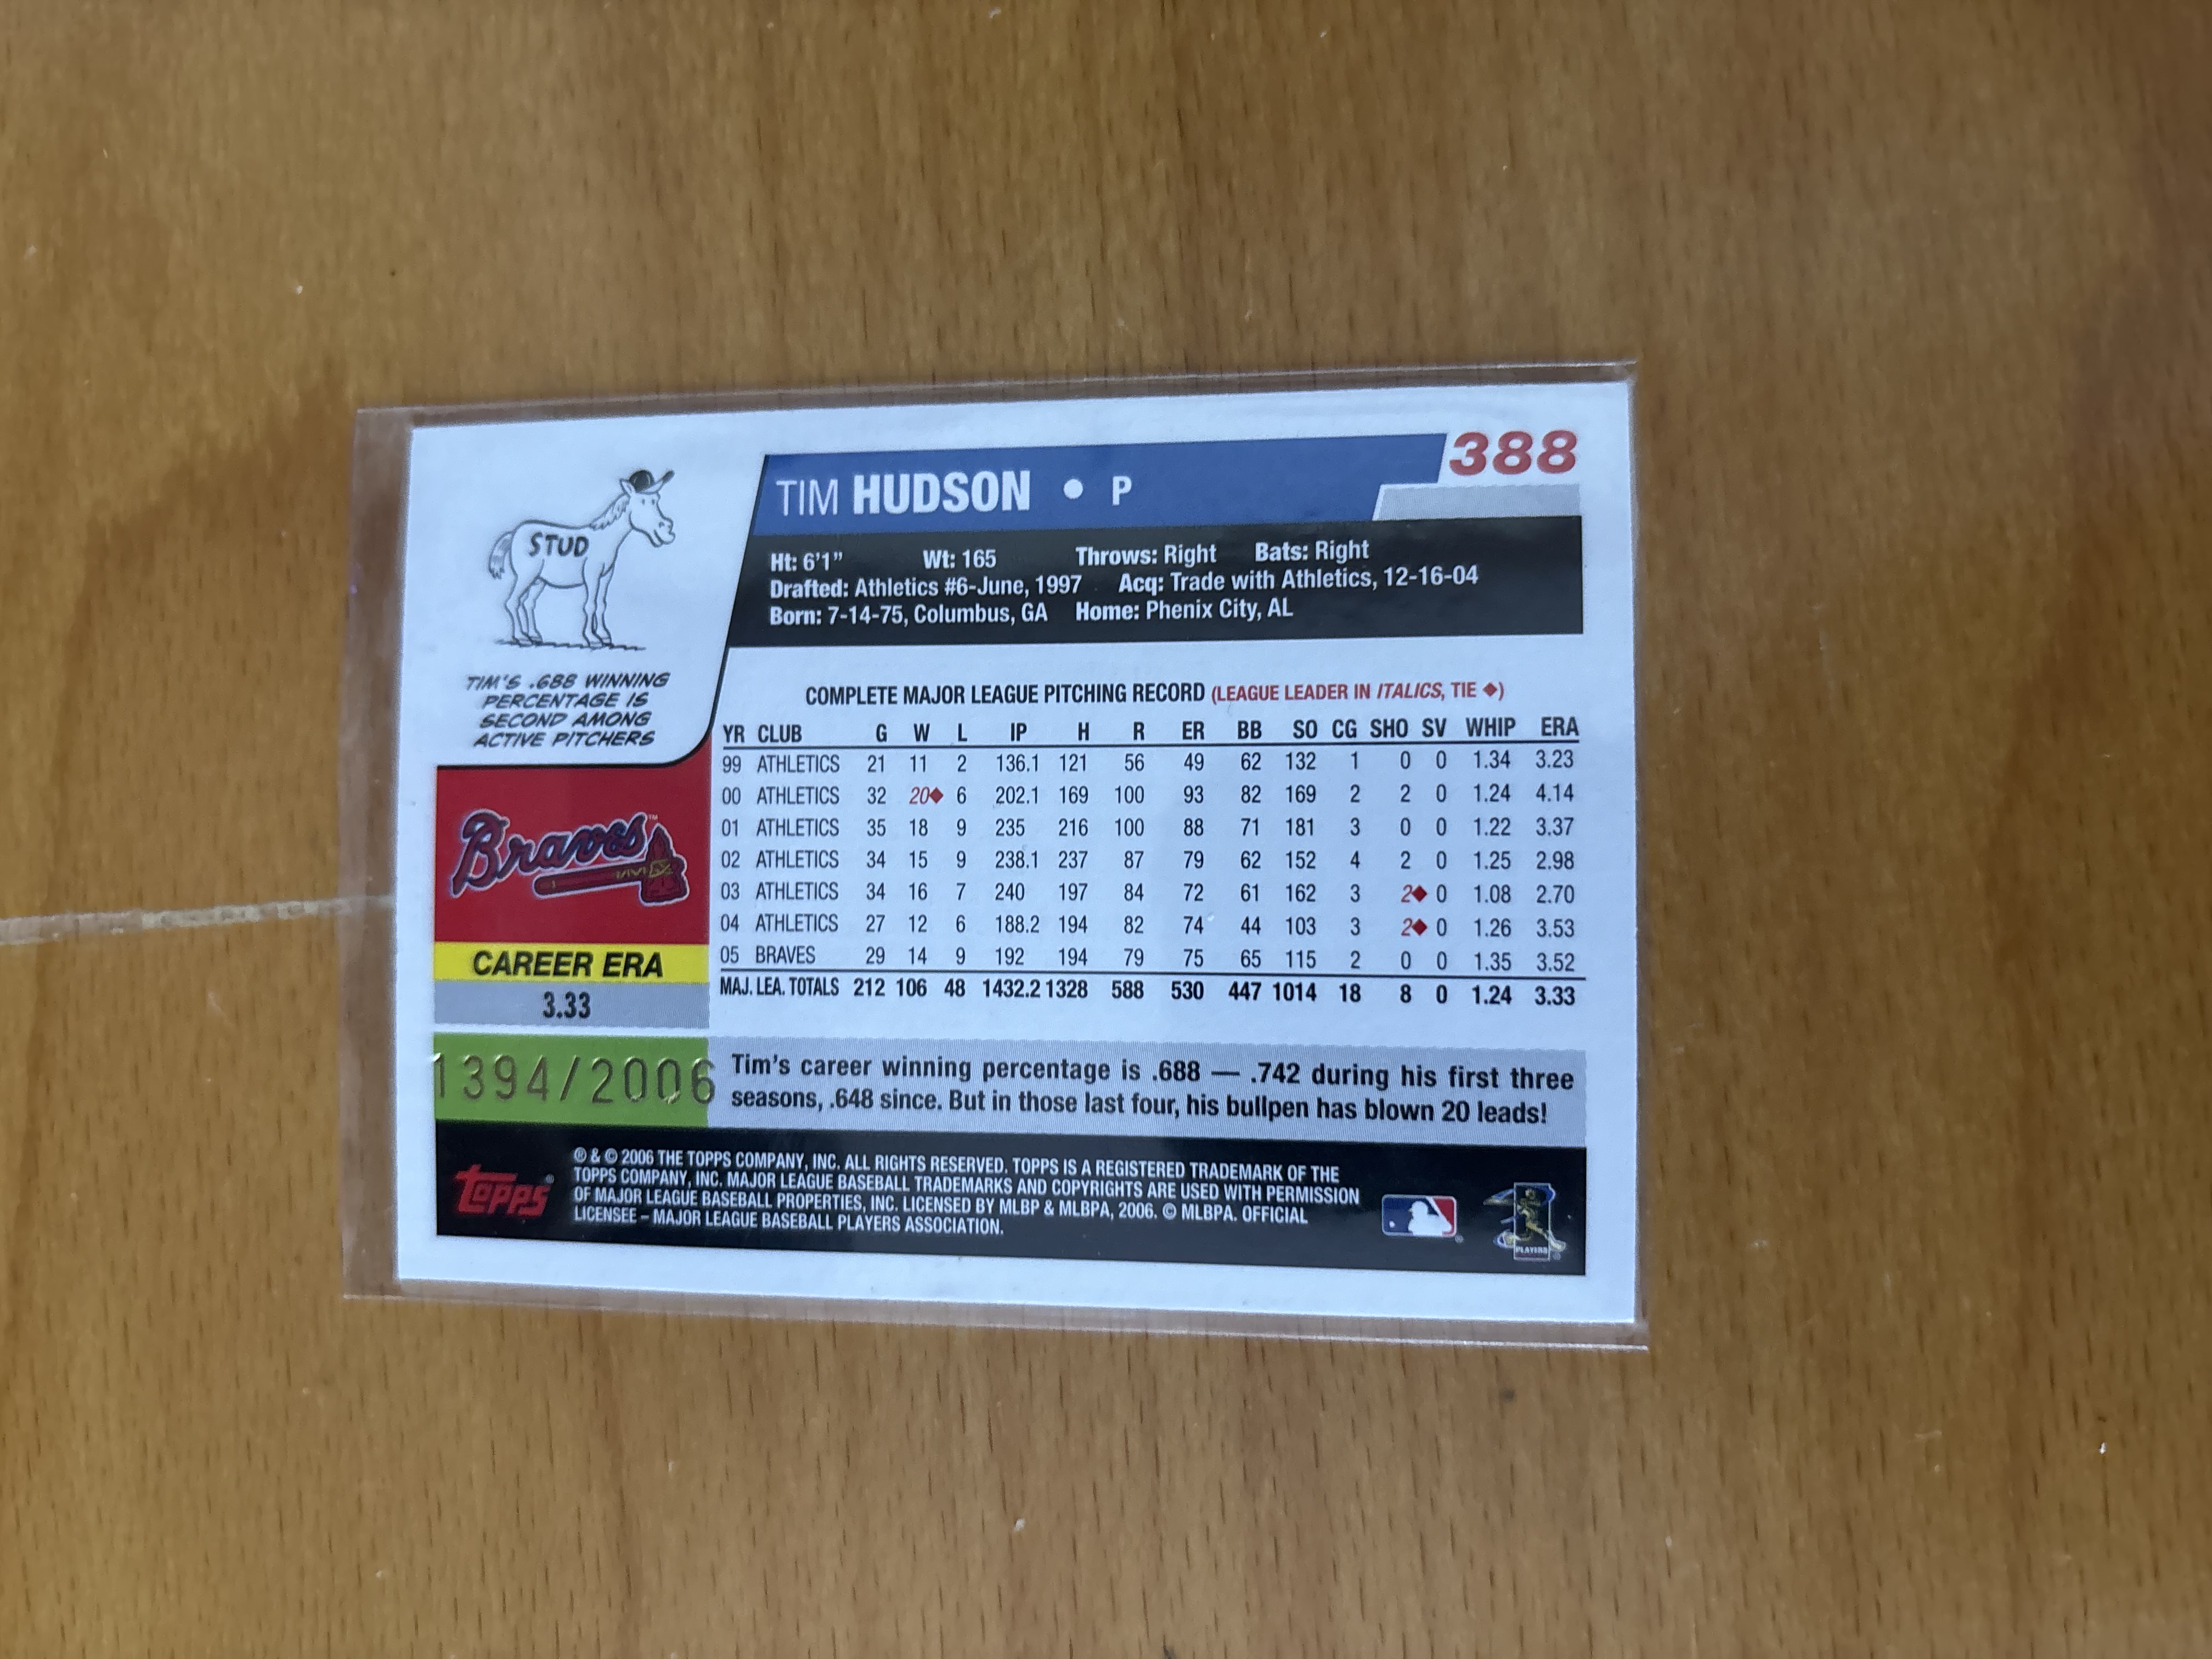 388
TIM HUDSON • P
Ht: 6'1" Wt: 165 Throws: Right Bats: Right
Drafted: Athletics #6-June, 1997 Acq: Trade with Athletics, 12-16-04
Born: 7-14-75, Columbus, GA Home: Phenix City, AL
STUD
TIM'S .688 WINNING
PERCENTAGE IS
SECOND AMONG
ACTIVE PITCHERS
Braves™
CAREER ERA
3.33
COMPLETE MAJOR LEAGUE PITCHING RECORD (LEAGUE LEADER IN ITALICS, TIE ◆)
YR CLUB G W L IP H R ER BB SO CG SHO SV WHIP ERA
99 ATHLETICS 21 11 2 136.1 121 56 49 62 132 1 0 0 1.34 3.23
00 ATHLETICS 32 20◆ 6 202.1 169 100 93 82 169 2 2 0 1.24 4.14
01 ATHLETICS 35 18 9 235 216 100 88 71 181 3 0 0 1.22 3.37
02 ATHLETICS 34 15 9 238.1 237 87 79 62 152 4 2 0 1.25 2.98
03 ATHLETICS 34 16 7 240 197 84 72 61 162 3 2◆ 0 1.08 2.70
04 ATHLETICS 27 12 6 188.2 194 82 74 44 103 3 2◆ 0 1.26 3.53
05 BRAVES 29 14 9 192 194 79 75 65 115 2 0 0 1.35 3.52
MAJ. LEA. TOTALS 212 106 48 1432.2 1328 588 530 447 1014 18 8 0 1.24 3.33
1394/2006
Tim's career winning percentage is .688 — .742 during his first three
seasons, .648 since. But in those last four, his bullpen has blown 20 leads!
Topps®
® & © 2006 THE TOPPS COMPANY, INC. ALL RIGHTS RESERVED. TOPPS IS A REGISTERED TRADEMARK OF THE
TOPPS COMPANY, INC. MAJOR LEAGUE BASEBALL TRADEMARKS AND COPYRIGHTS ARE USED WITH PERMISSION
OF MAJOR LEAGUE BASEBALL PROPERTIES, INC. LICENSED BY MLBP & MLBPA, 2006. © MLBPA. OFFICIAL
LICENSEE – MAJOR LEAGUE BASEBALL PLAYERS ASSOCIATION.
PLAYERS